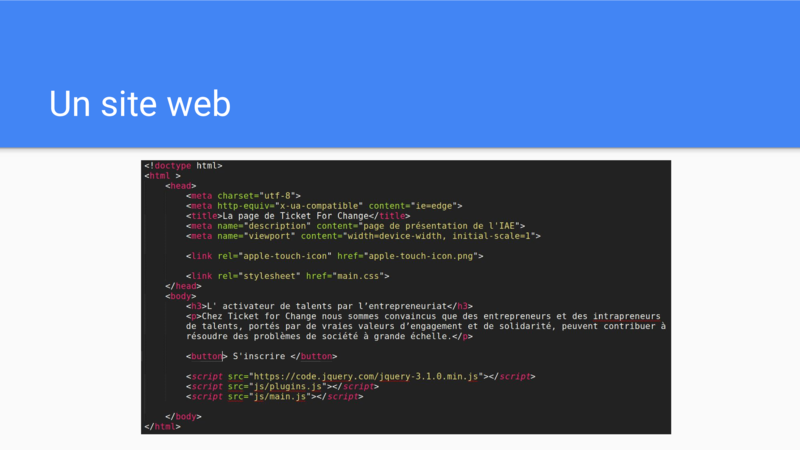 Un site web
<!doctype html>
<html >
<head>
<meta charset="utf-8">
<meta http-equiv="x-ua-compatible" content="ie=edge">
<title>La page de Ticket For Change</title>
<meta name="description" content="page de présentation de l'IAE">
<meta name="viewport" content="width=device-width, initial-scale=1">
<link rel="apple-touch-icon" href="apple-touch-icon.png">
<link rel="stylesheet" href="main.css">
</head>
<body>
<h3>L' activateur de talents par l’entrepreneuriat</h3>
<p>Chez Ticket for Change nous sommes convaincus que des entrepreneurs et des intrapreneurs
de talents, portés par de vraies valeurs d’engagement et de solidarité, peuvent contribuer à
résoudre des problèmes de société à grande échelle.</p>
<button> S'inscrire </button>
<script src="https://code.jquery.com/jquery-3.1.0.min.js"></script>
<script src="js/plugins.js"></script>
<script src="js/main.js"></script>
</body>
</html>